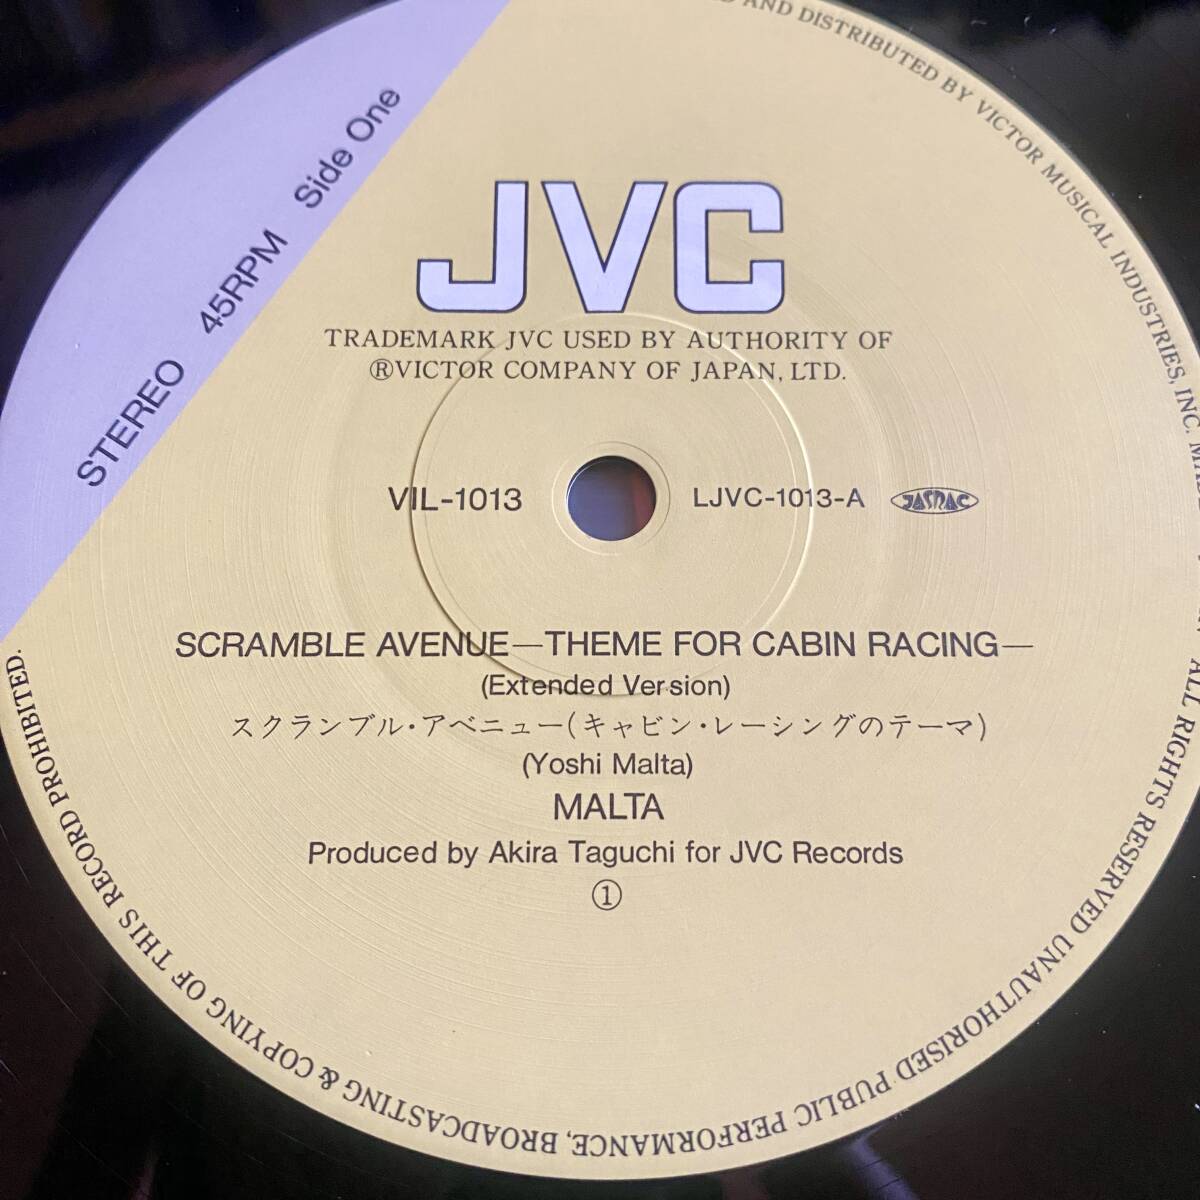 STEREO 45RPM Side One
JVC
TRADEMARK JVC USED BY AUTHORITY OF
®VICTOR COMPANY OF JAPAN, LTD.
VIL-1013
LJVC-1013-A
JASRAC
SCRAMBLE AVENUE—THEME FOR CABIN RACING—
(Extended Version)
スクランブル・アベニュー(キャビン・レーシングのテーマ)
(Yoshi Malta)
MALTA
Produced by Akira Taguchi for JVC Records
①
AND DISTRIBUTED BY VICTOR MUSICAL INDUSTRIES, INC.
ALL RIGHTS RESERVED UNAUTHORISED PUBLIC PERFORMANCE, BROADCASTING & COPYING OF THIS RECORD PROHIBITED.